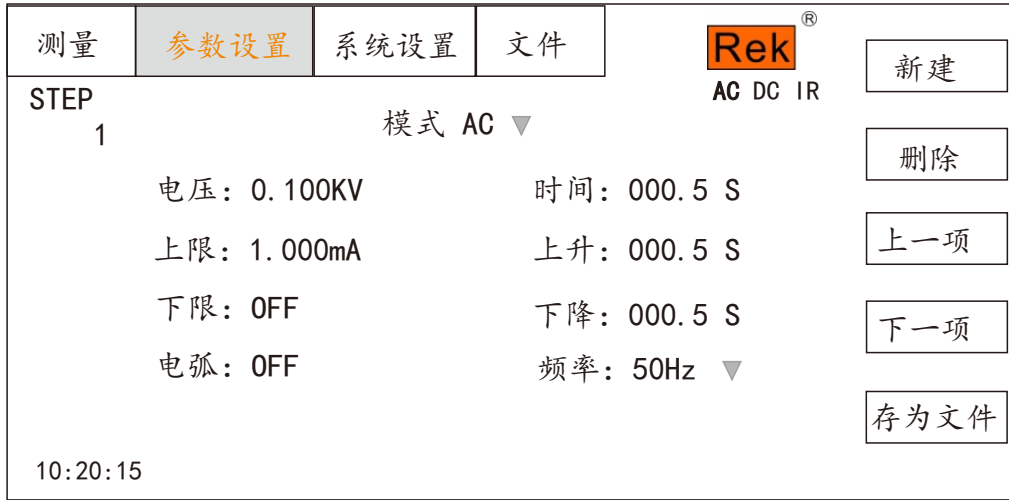 测量 参数设置 系统设置 文件 Rek®
AC DC IR
新建
STEP
1
模式 AC ▼
删除
电压：0.100KV 时间：000.5 S
上限：1.000mA 上升：000.5 S
上一项
下限：OFF 下降：000.5 S
下一项
电弧：OFF 频率：50Hz ▼
存为文件
10:20:15